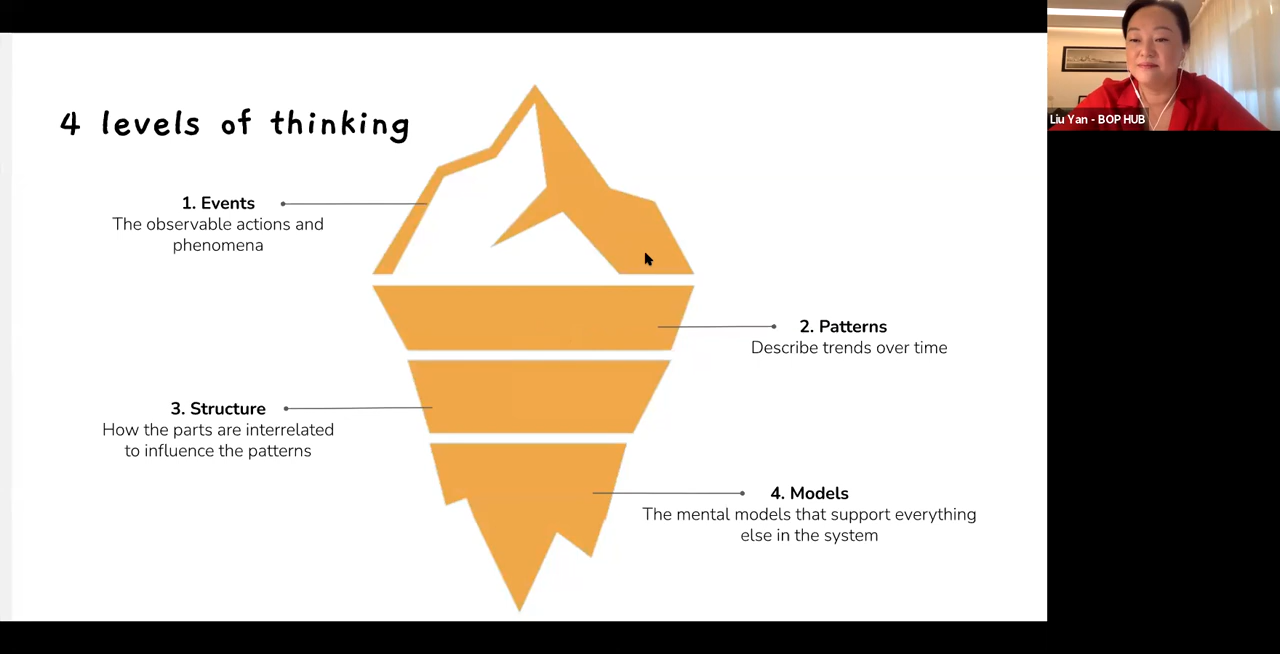 4 levels of thinking
1. Events
The observable actions and
phenomena
2. Patterns
Describe trends over time
3. Structure
How the parts are interrelated
to influence the patterns
4. Models
The mental models that support everything
else in the system
Liu Yan - BOP HUB